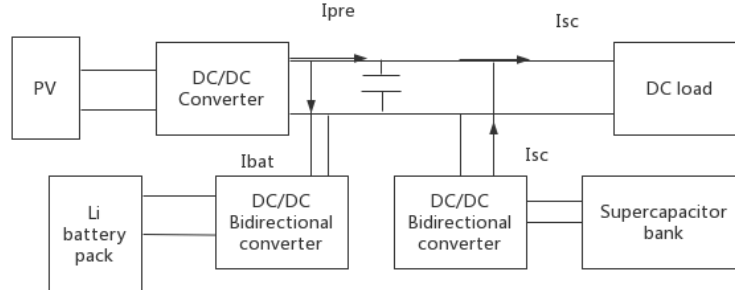 Ipre
Isc
PV
DC/DC
Converter
DC load
Ibat
Isc
Li
battery
pack
DC/DC
Bidirectional
converter
DC/DC
Bidirectional
converter
Supercapacitor
bank